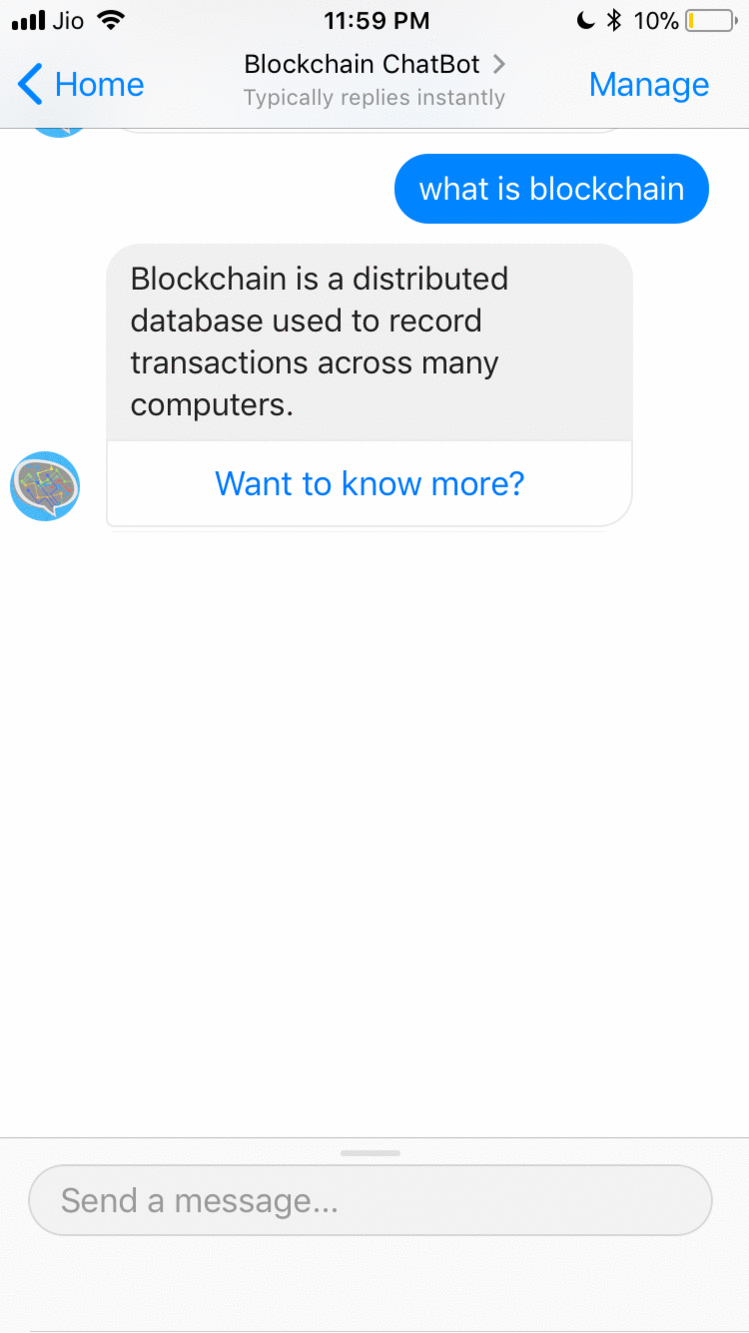 Jio 11:59 PM 10%
Home Blockchain ChatBot Manage
Typically replies instantly
what is blockchain
Blockchain is a distributed
database used to record
transactions across many
computers.
Want to know more?
Send a message...